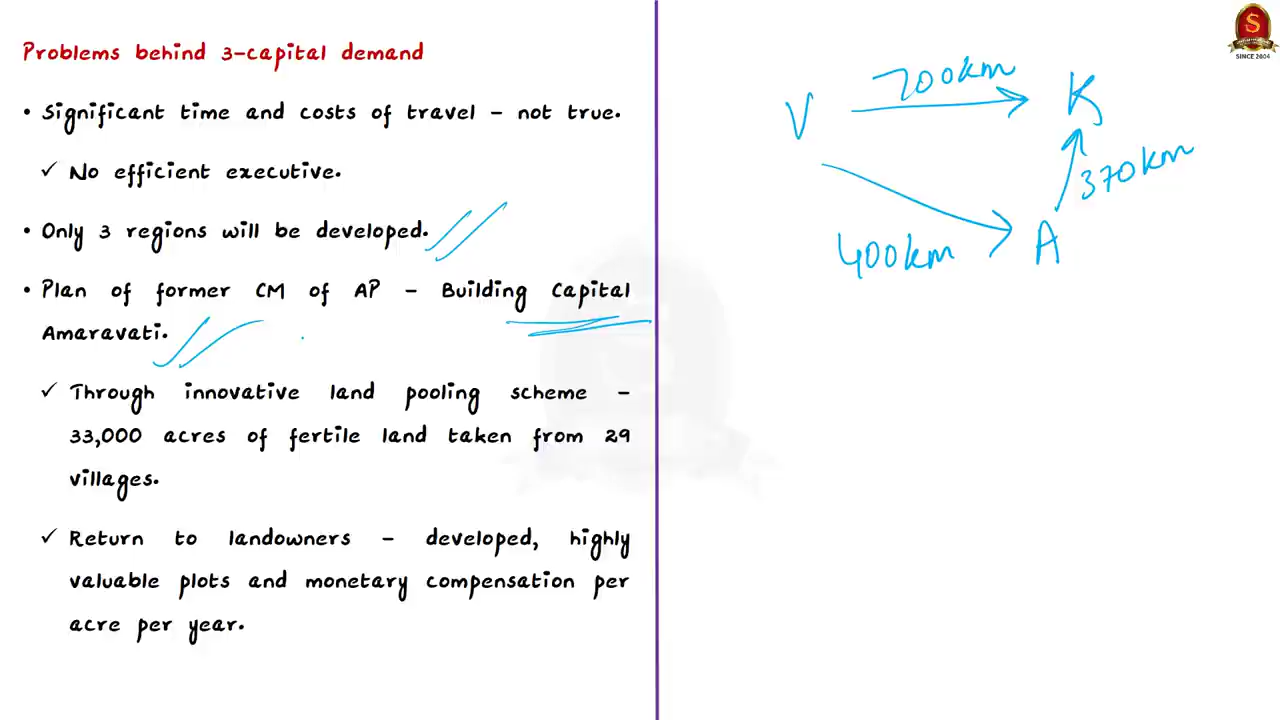 Problems behind 3-capital demand
• Significant time and costs of travel – not true.
✓ No efficient executive.
• Only 3 regions will be developed.
• Plan of former CM of AP – Building Capital
Amaravati.
✓ Through innovative land pooling scheme –
33,000 acres of fertile land taken from 29
villages.
✓ Return to landowners – developed, highly
valuable plots and monetary compensation per
acre per year.
S
SINCE 2004
700km
V
K
370km
400km
A